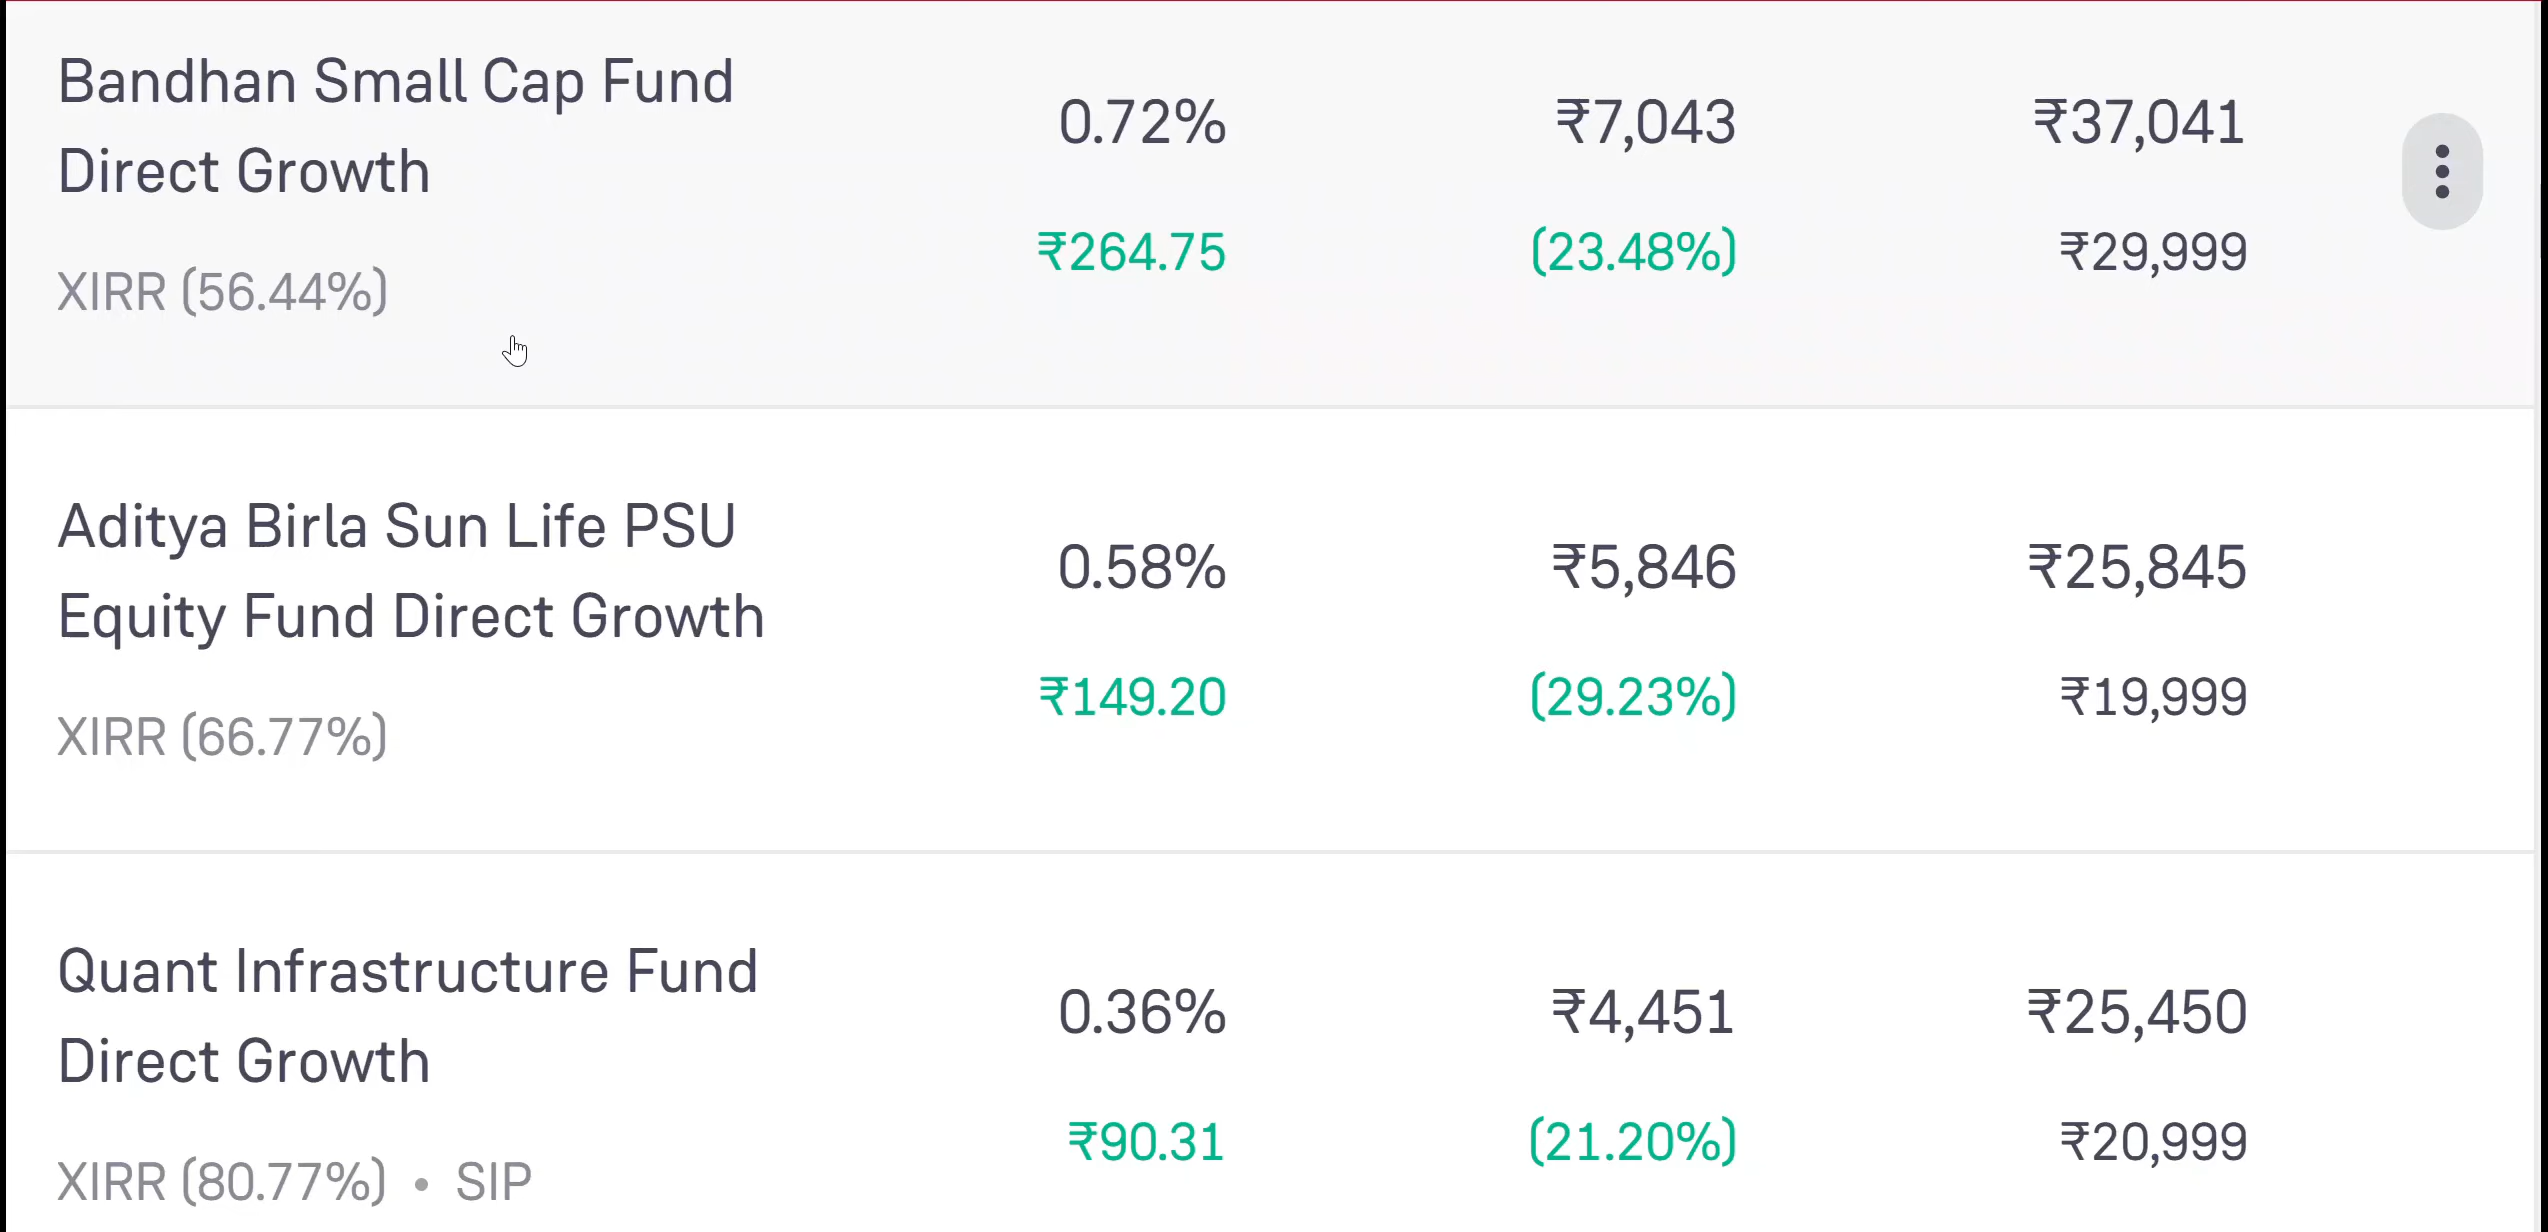 Bandhan Small Cap Fund
Direct Growth
XIRR (56.44%)
0.72%
₹264.75
₹7,043
(23.48%)
₹37,041
₹29,999
Aditya Birla Sun Life PSU
Equity Fund Direct Growth
XIRR (66.77%)
0.58%
₹149.20
₹5,846
(29.23%)
₹25,845
₹19,999
Quant Infrastructure Fund
Direct Growth
XIRR (80.77%) • SIP
0.36%
₹90.31
₹4,451
(21.20%)
₹25,450
₹20,999